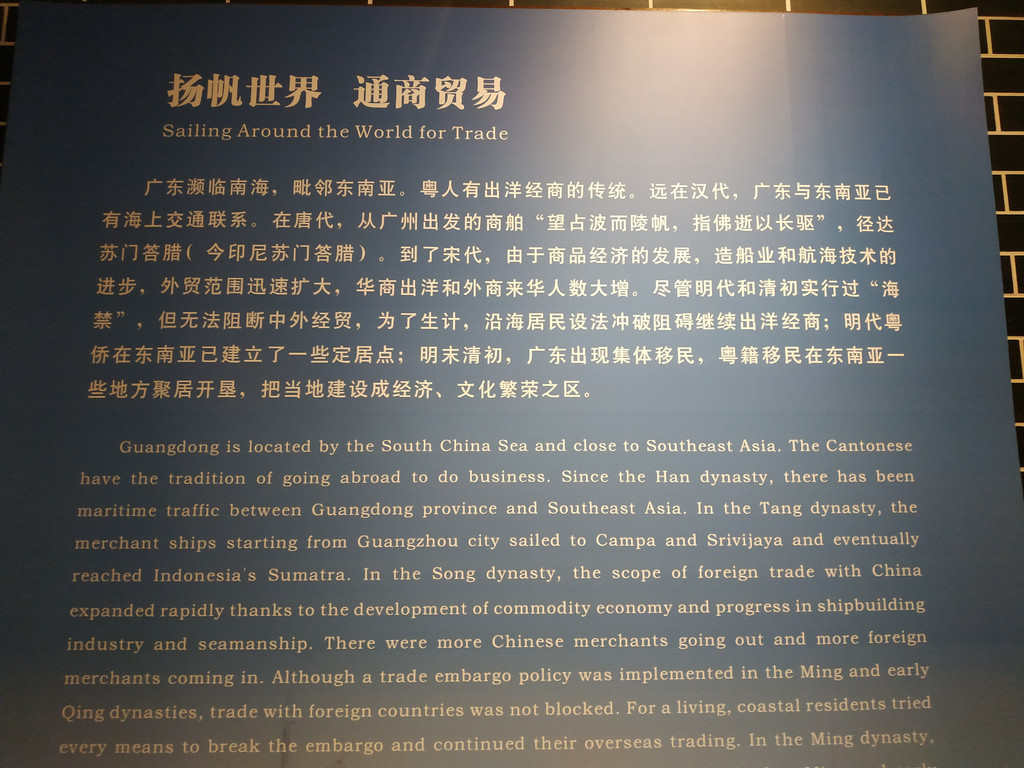 扬帆世界 通商贸易
Sailing Around the World for Trade
广东濒临南海，毗邻东南亚。粤人有出洋经商的传统。远在汉代，广东与东南亚已
有海上交通联系。在唐代，从广州出发的商舶“望占波而陵帆，指佛逝以长驱”，径达
苏门答腊（今印尼苏门答腊）。到了宋代，由于商品经济的发展，造船业和航海技术的
进步，外贸范围迅速扩大，华商出洋和外商来华人数大增。尽管明代和清初实行过“海
禁”，但无法阻断中外经贸，为了生计，沿海居民设法冲破阻碍继续出洋经商；明代粤
侨在东南亚已建立了一些定居点；明末清初，广东出现集体移民，粤籍移民在东南亚一
些地方聚居开垦，把当地建设成经济、文化繁荣之区。
Guangdong is located by the South China Sea and close to Southeast Asia. The Cantonese
have the tradition of going abroad to do business. Since the Han dynasty, there has been
maritime traffic between Guangdong province and Southeast Asia. In the Tang dynasty, the
merchant ships starting from Guangzhou city sailed to Campa and Srivijaya and eventually
reached Indonesia's Sumatra. In the Song dynasty, the scope of foreign trade with China
expanded rapidly thanks to the development of commodity economy and progress in shipbuilding
industry and seamanship. There were more Chinese merchants going out and more foreign
merchants coming in. Although a trade embargo policy was implemented in the Ming and early
Qing dynasties, trade with foreign countries was not blocked. For a living, coastal residents tried
every means to break the embargo and continued their overseas trading. In the Ming dynasty,